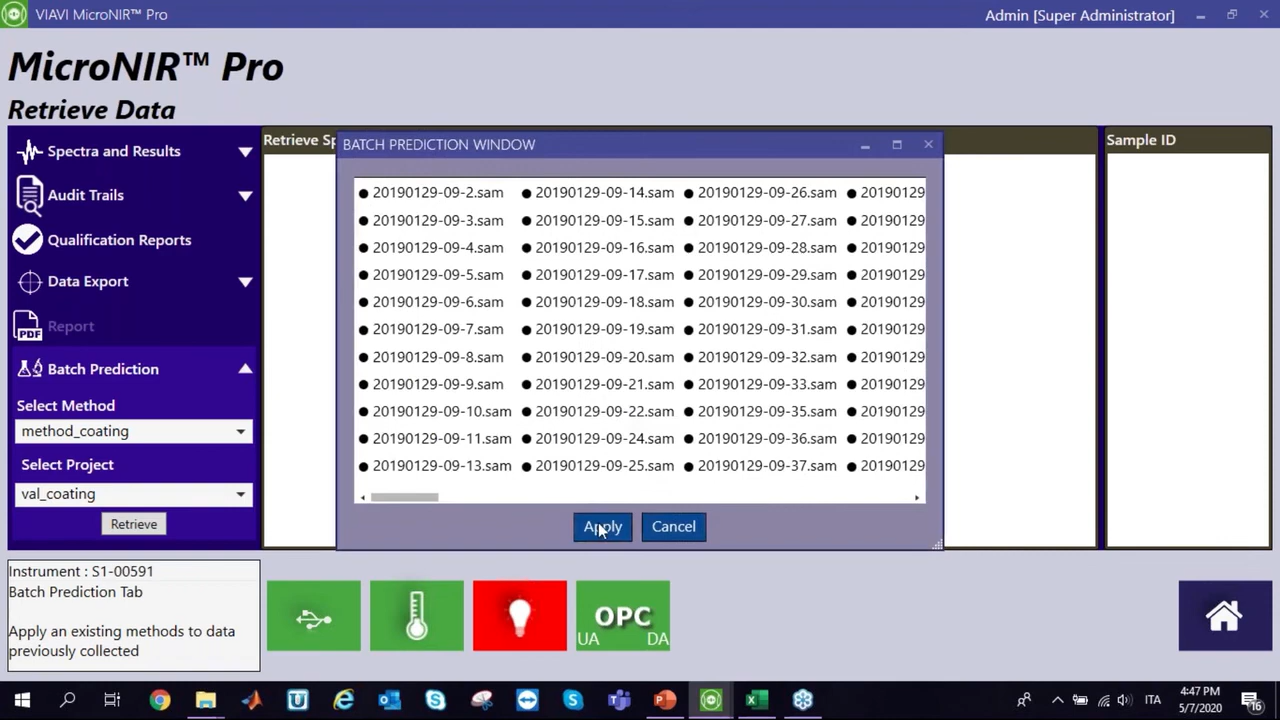 VIAVI MicroNIR™ Pro
Admin [Super Administrator]
MicroNIR™ Pro
Retrieve Data
Spectra and Results
Audit Trails
Qualification Reports
Data Export
PDF
Report
Batch Prediction
Select Method
method_coating
Select Project
val_coating
Retrieve
Retrieve Sp
Sample ID
BATCH PREDICTION WINDOW
20190129-09-2.sam 20190129-09-14.sam 20190129-09-26.sam 20190129
20190129-09-3.sam 20190129-09-15.sam 20190129-09-27.sam 20190129
20190129-09-4.sam 20190129-09-16.sam 20190129-09-28.sam 20190129
20190129-09-5.sam 20190129-09-17.sam 20190129-09-29.sam 20190129
20190129-09-6.sam 20190129-09-18.sam 20190129-09-30.sam 20190129
20190129-09-7.sam 20190129-09-19.sam 20190129-09-31.sam 20190129
20190129-09-8.sam 20190129-09-20.sam 20190129-09-32.sam 20190129
20190129-09-9.sam 20190129-09-21.sam 20190129-09-33.sam 20190129
20190129-09-10.sam 20190129-09-22.sam 20190129-09-35.sam 20190129
20190129-09-11.sam 20190129-09-24.sam 20190129-09-36.sam 20190129
20190129-09-13.sam 20190129-09-25.sam 20190129-09-37.sam 20190129
Apply Cancel
Instrument : S1-00591
Batch Prediction Tab
Apply an existing methods to data
previously collected
OPC
UA DA
ITA
4:47 PM
5/7/2020
16